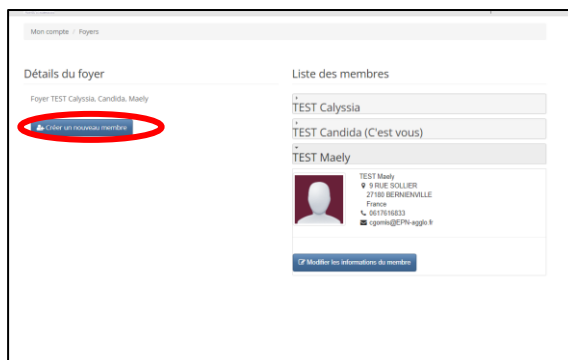 Mon compte / Foyers
Détails du foyer
Foyer TEST Calyssia, Candida, Maely
Créer un nouveau membre
Liste des membres
TEST Calyssia
TEST Candida (C'est vous)
TEST Maely
TEST Maely
9 RUE SOLLIER
27180 BERNIENVILLE
France
0617616833
cgomis@EPN-agglo.fr
Modifier les informations du membre